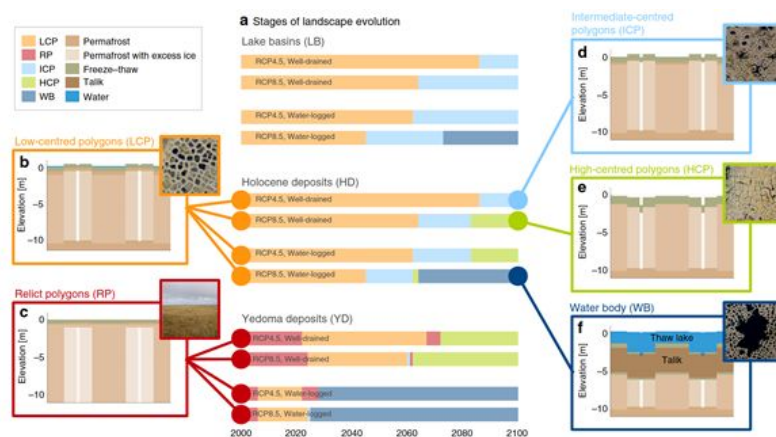 LCP
RP
ICP
HCP
WB
Permafrost
Permafrost with excess ice
Freeze–thaw
Talik
Water
a Stages of landscape evolution
Lake basins (LB)
RCP4.5, Well-drained
RCP8.5, Well-drained
RCP4.5, Water-logged
RCP8.5, Water-logged
Holocene deposits (HD)
RCP4.5, Well-drained
RCP8.5, Well-drained
RCP4.5, Water-logged
RCP8.5, Water-logged
Yedoma deposits (YD)
RCP4.5, Well-drained
RCP8.5, Well-drained
RCP4.5, Water-logged
RCP8.5, Water-logged
2000 2020 2040 2060 2080 2100
Low-centred polygons (LCP)
b
Elevation [m]
0
−5
−10
Relict polygons (RP)
c
Elevation [m]
0
−5
−10
Intermediate-centred
polygons (ICP)
d
Elevation [m]
0
−5
−10
High-centred polygons (HCP)
e
Elevation [m]
0
−5
−10
Water body (WB)
f
Elevation [m]
0
−5
−10
Thaw lake
Talik